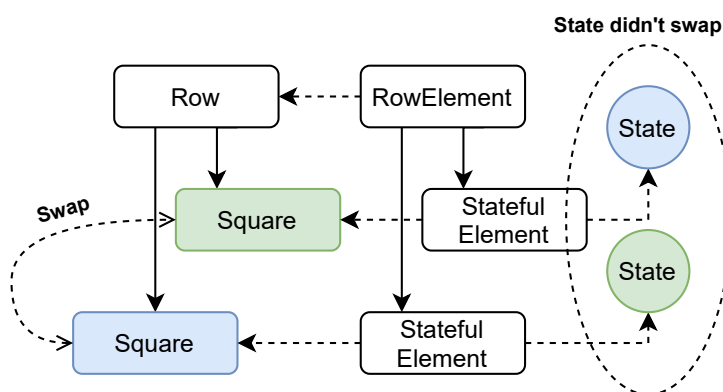 State didn't swap
Row
RowElement
State
Swap
Square
Stateful
Element
State
Square
Stateful
Element